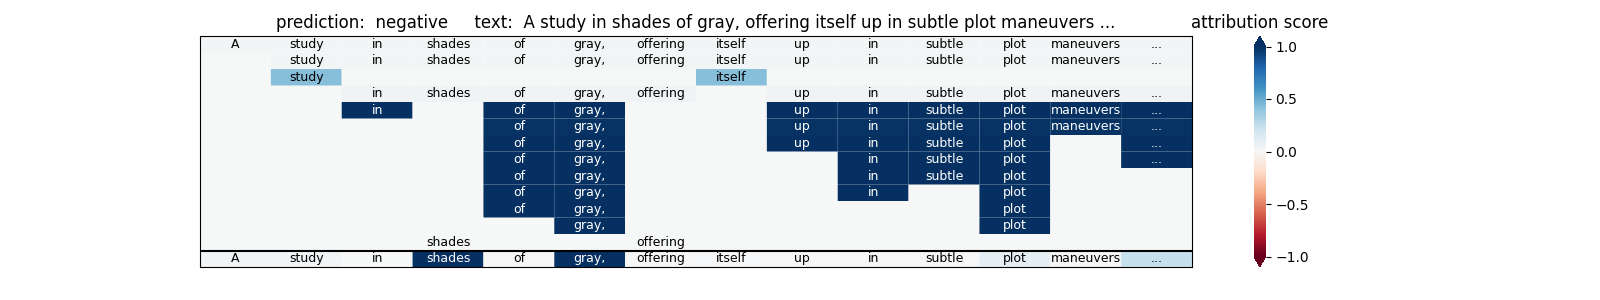 prediction:  negative     text:  A study in shades of gray, offering itself up in subtle plot maneuvers ...     attribution score
A study in shades of gray, offering itself up in subtle plot maneuvers ... 1.0
study in shades of gray, offering itself up in subtle plot maneuvers ...
study itself
in shades of gray, offering up in subtle plot maneuvers ... 0.5
in of gray, up in subtle plot maneuvers ...
of gray, up in subtle plot maneuvers ...
of gray, up in subtle plot ...
of gray, in subtle plot ... 0.0
of gray, in subtle plot
of gray, in plot
of gray, plot −0.5
gray, plot
shades offering
A study in shades of gray, offering itself up in subtle plot maneuvers ... −1.0